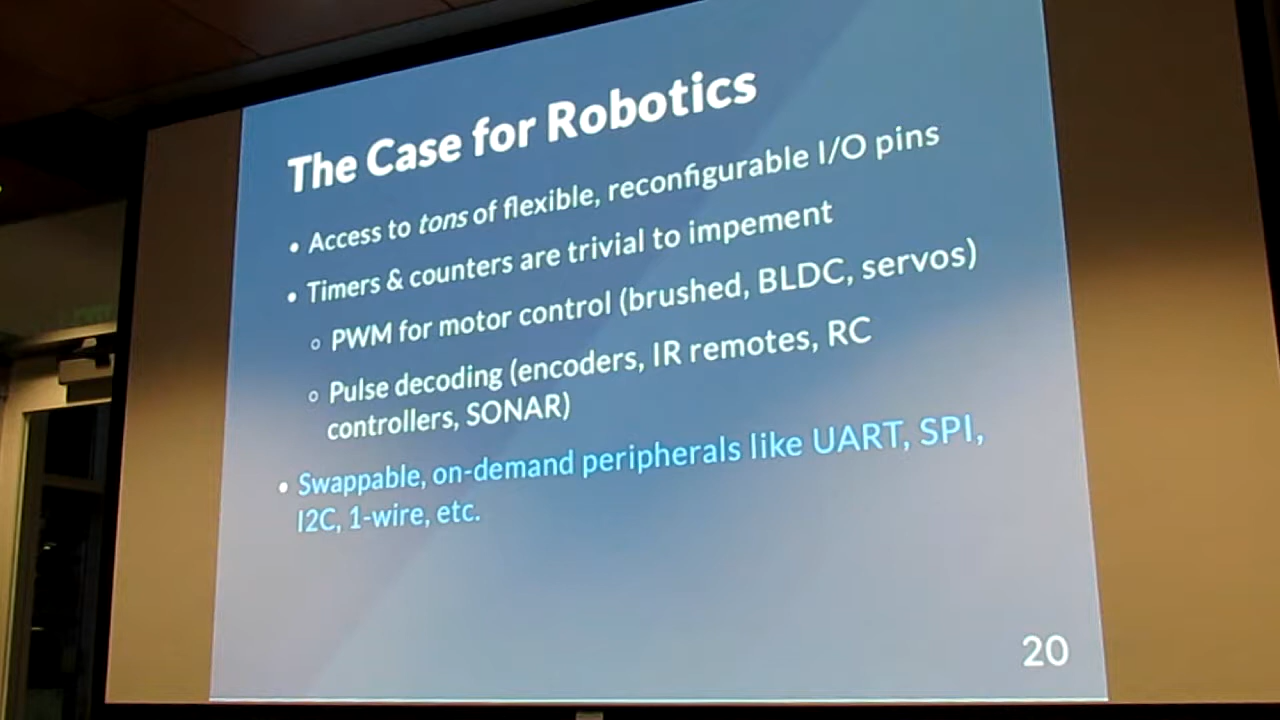 The Case for Robotics
• Access to tons of flexible, reconfigurable I/O pins
• Timers & counters are trivial to impement
◦ PWM for motor control (brushed, BLDC, servos)
◦ Pulse decoding (encoders, IR remotes, RC
controllers, SONAR)
• Swappable, on-demand peripherals like UART, SPI,
I2C, 1-wire, etc.
20